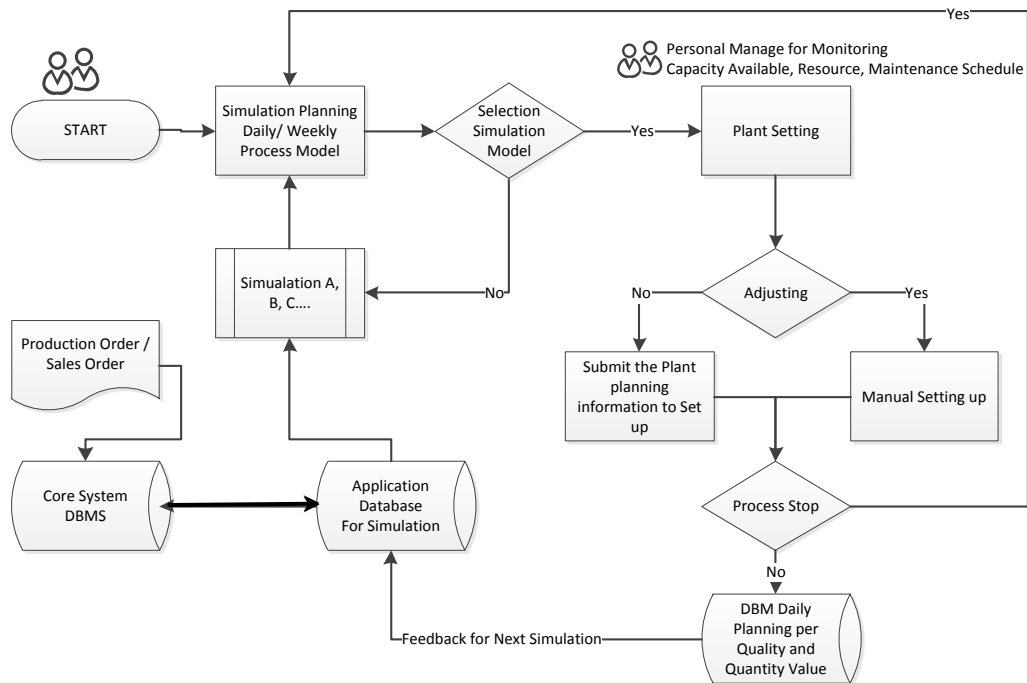 Yes
Personal Manage for Monitoring
Capacity Available, Resource, Maintenance Schedule
START
Simulation Planning
Daily/ Weekly
Process Model
Selection
Simulation
Model
Yes
Plant Setting
No
Simualation A,
B, C....
No
Adjusting
Yes
Production Order /
Sales Order
Submit the Plant
planning
information to Set
up
Manual Setting up
Core System
DBMS
Application
Database
For Simulation
Process Stop
No
Feedback for Next Simulation
DBM Daily
Planning per
Quality and
Quantity Value